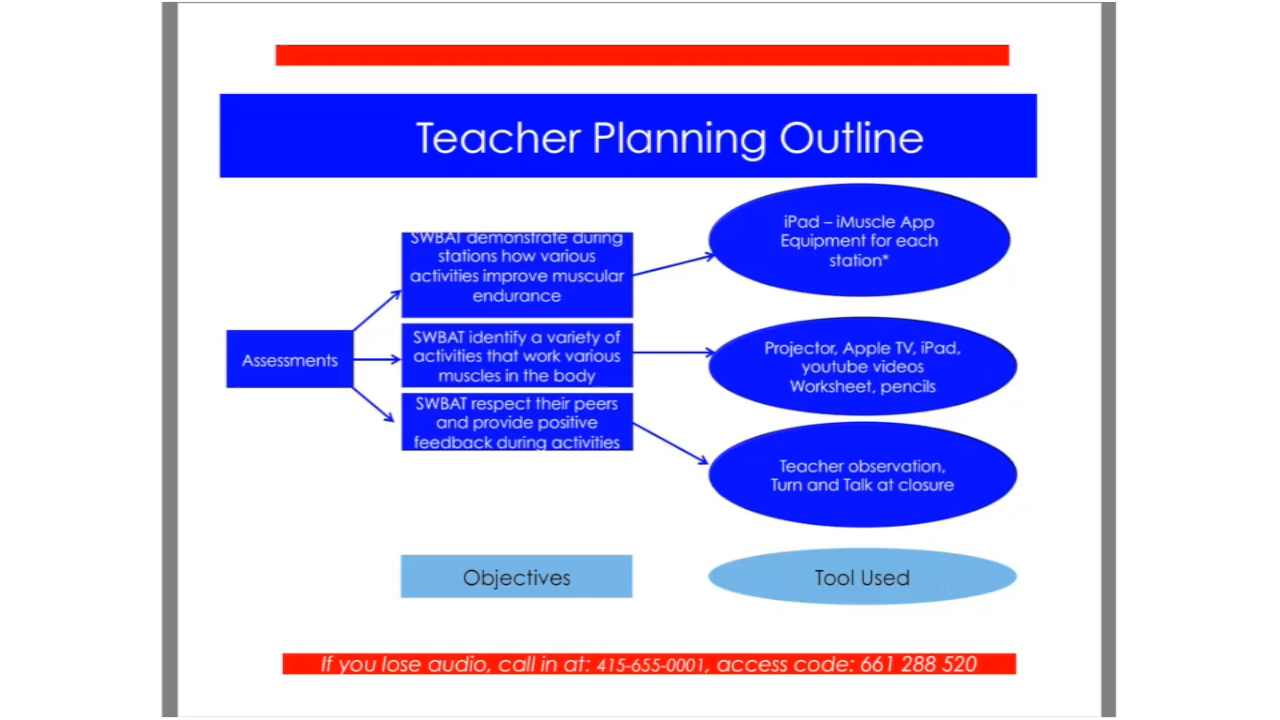 Teacher Planning Outline
Assessments
SWBAT demonstrate during
stations how various
activities improve muscular
endurance
SWBAT identify a variety of
activities that work various
muscles in the body
SWBAT respect their peers
and provide positive
feedback during activities
iPad – iMuscle App
Equipment for each
station*
Projector, Apple TV, iPad,
youtube videos
Worksheet, pencils
Teacher observation,
Turn and Talk at closure
Objectives
Tool Used
If you lose audio, call in at: 415-655-0001, access code: 661 288 520